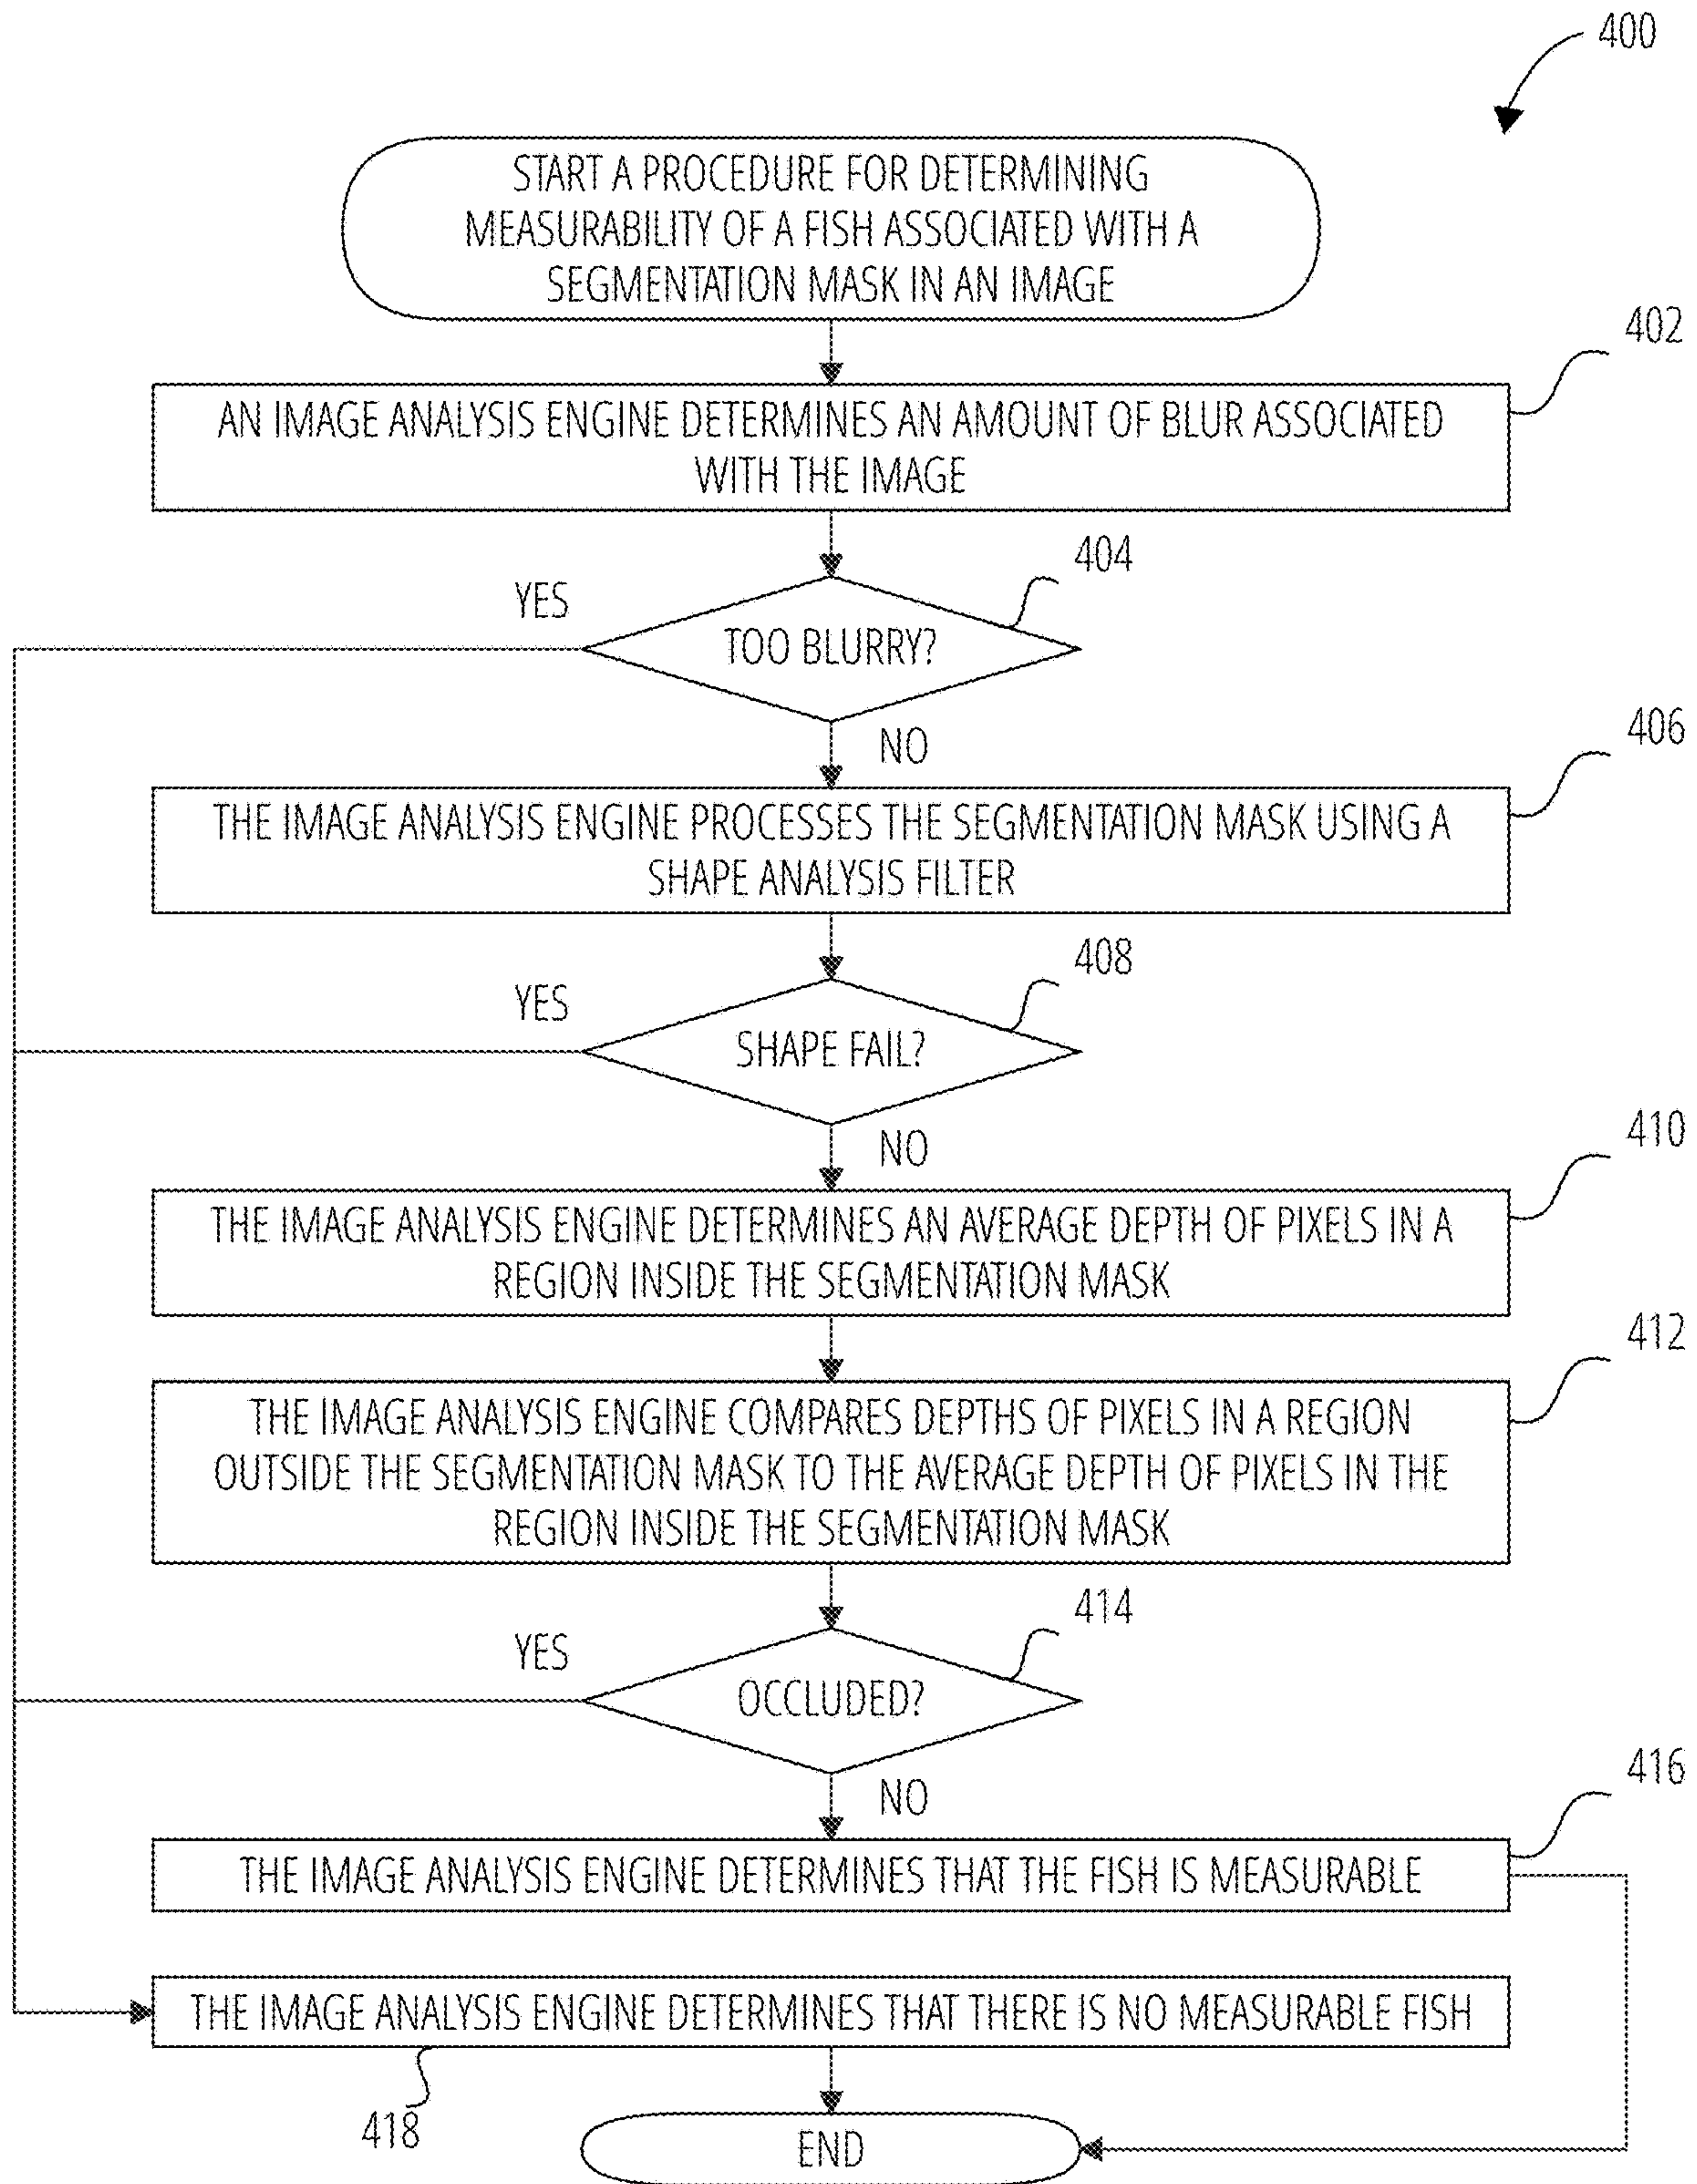 400
START A PROCEDURE FOR DETERMINING
MEASURABILITY OF A FISH ASSOCIATED WITH A
SEGMENTATION MASK IN AN IMAGE
402
AN IMAGE ANALYSIS ENGINE DETERMINES AN AMOUNT OF BLUR ASSOCIATED
WITH THE IMAGE
404
YES
TOO BLURRY?
NO
406
THE IMAGE ANALYSIS ENGINE PROCESSES THE SEGMENTATION MASK USING A
SHAPE ANALYSIS FILTER
408
YES
SHAPE FAIL?
NO
410
THE IMAGE ANALYSIS ENGINE DETERMINES AN AVERAGE DEPTH OF PIXELS IN A
REGION INSIDE THE SEGMENTATION MASK
412
THE IMAGE ANALYSIS ENGINE COMPARES DEPTHS OF PIXELS IN A REGION
OUTSIDE THE SEGMENTATION MASK TO THE AVERAGE DEPTH OF PIXELS IN THE
REGION INSIDE THE SEGMENTATION MASK
414
YES
OCCLUDED?
NO
416
THE IMAGE ANALYSIS ENGINE DETERMINES THAT THE FISH IS MEASURABLE
THE IMAGE ANALYSIS ENGINE DETERMINES THAT THERE IS NO MEASURABLE FISH
418
END